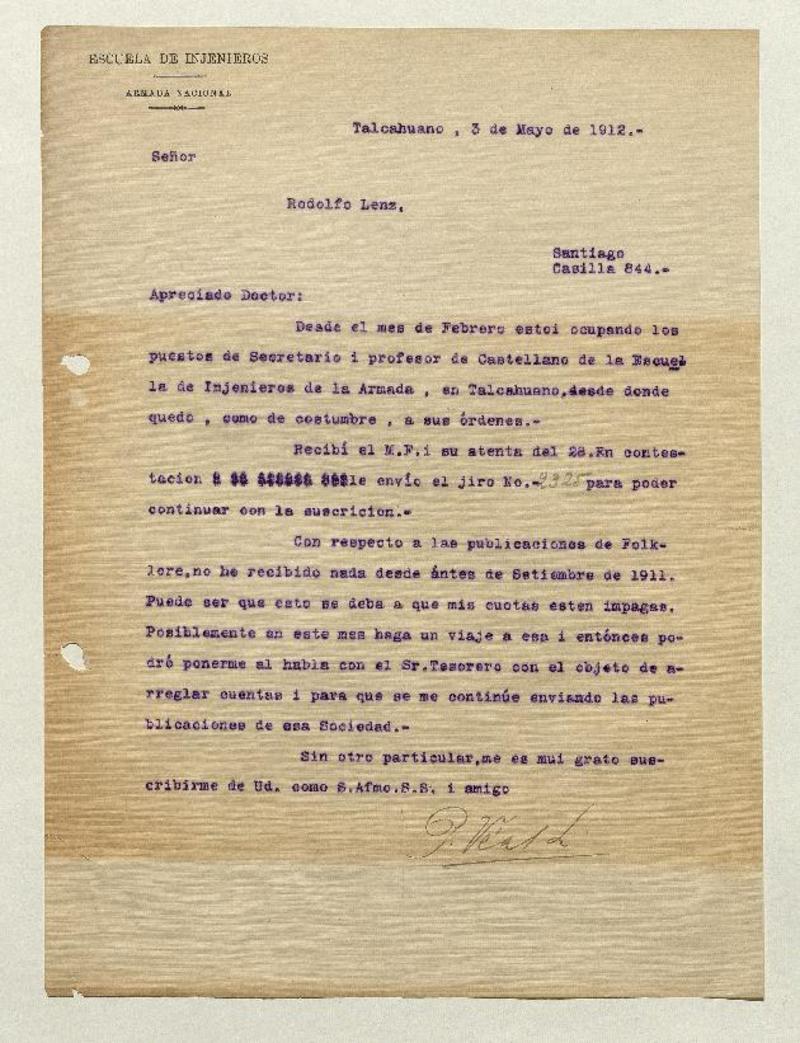 ESCUELA DE INJENIEROS
ARMADA NACIONAL
Talcahuano , 3 de Mayo de 1912.-
Señor
Rodolfo Lenz,
Santiago
Casilla 844.-
Apreciado Doctor:
Desde el mes de Febrero estoi ocupando los
puestos de Secretario i profesor de Castellano de la Escuel
la de Injenieros de la Armada , en Talcahuano,desde donde
quedo , como de costumbre , a sus órdenes.-
Recibí el M.F.i su atenta del 28.En contes-
tacion le envío el jiro No.-2325 para poder
continuar con la suscricion.-
Con respecto a las publicaciones de Folk-
lore,no he recibido nada desde ántes de Setiembre de 1911.
Puede ser que esto se deba a que mis cuotas esten impagas.
Posiblemente en este mes haga un viaje a esa i entónces po-
dré ponerme al habla con el Sr.Tesorero con el objeto de a-
rreglar cuentas i para que se me continúe enviando las pu-
blicaciones de esa Sociedad.-
Sin otro particular,me es mui grato sus-
cribirme de Ud. como S.Afmo.S.S. i amigo